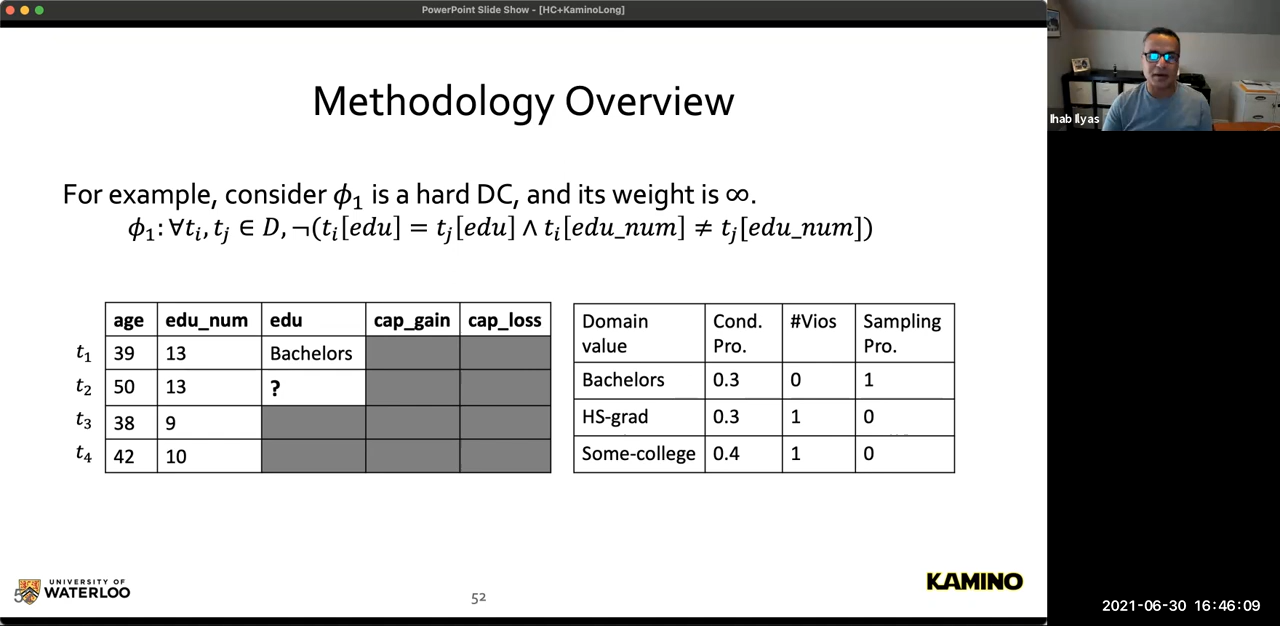 PowerPoint Slide Show - [HC+KaminoLong]
Methodology Overview
For example, consider ϕ₁ is a hard DC, and its weight is ∞.
ϕ₁: ∀tᵢ, tⱼ ∈ D, ¬(tᵢ[edu] = tⱼ[edu] ∧ tᵢ[edu_num] ≠ tⱼ[edu_num])
age edu_num edu cap_gain cap_loss
t₁ 39 13 Bachelors
t₂ 50 13 ?
t₃ 38 9
t₄ 42 10
Domain value Cond. Pro. #Vios Sampling Pro.
Bachelors 0.3 0 1
HS-grad 0.3 1 0
Some-college 0.4 1 0
UNIVERSITY OF
WATERLOO
52
KAMINO
Ihab Ilyas
2021-06-30 16:46:09